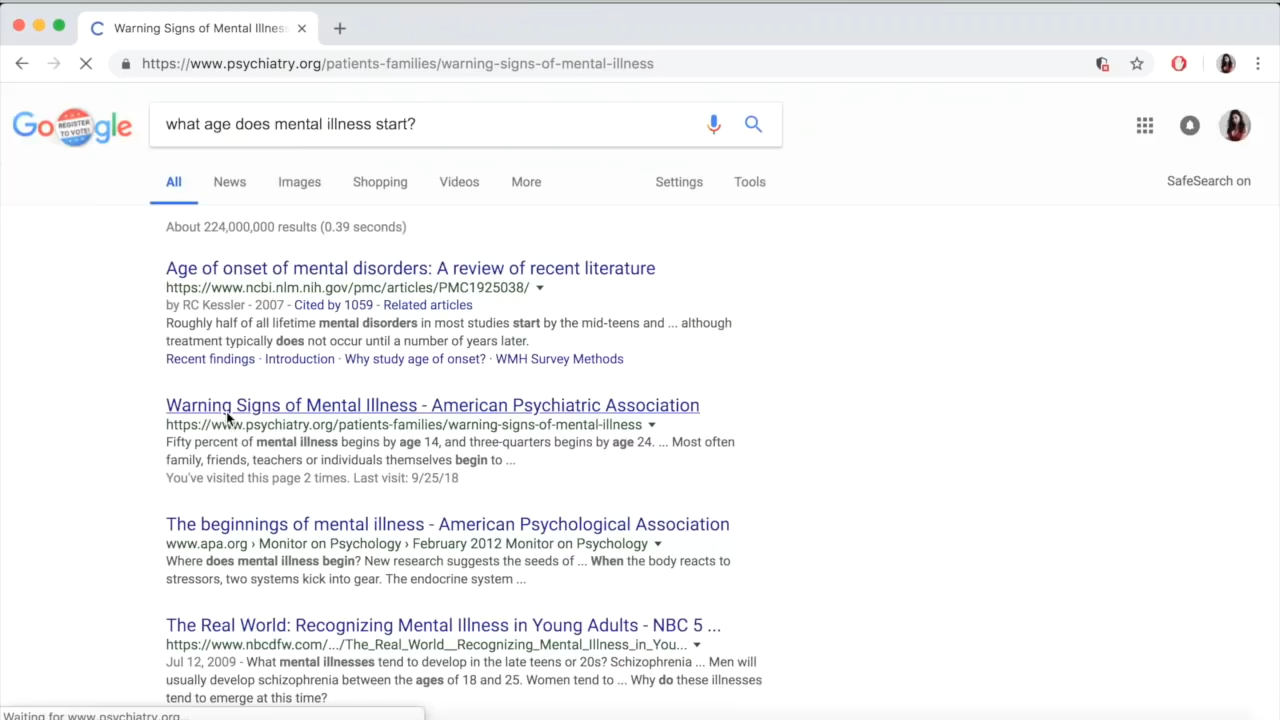 Warning Signs of Mental Illnes
https://www.psychiatry.org/patients-families/warning-signs-of-mental-illness
Google
REGISTER
TO VOTE!
what age does mental illness start?
All News Images Shopping Videos More Settings Tools
SafeSearch on
About 224,000,000 results (0.39 seconds)
Age of onset of mental disorders: A review of recent literature
https://www.ncbi.nlm.nih.gov/pmc/articles/PMC1925038/
by RC Kessler - 2007 - Cited by 1059 - Related articles
Roughly half of all lifetime mental disorders in most studies start by the mid-teens and ... although
treatment typically does not occur until a number of years later.
Recent findings · Introduction · Why study age of onset? · WMH Survey Methods
Warning Signs of Mental Illness - American Psychiatric Association
https://www.psychiatry.org/patients-families/warning-signs-of-mental-illness
Fifty percent of mental illness begins by age 14, and three-quarters begins by age 24. ... Most often
family, friends, teachers or individuals themselves begin to ...
You've visited this page 2 times. Last visit: 9/25/18
The beginnings of mental illness - American Psychological Association
www.apa.org › Monitor on Psychology › February 2012 Monitor on Psychology
Where does mental illness begin? New research suggests the seeds of ... When the body reacts to
stressors, two systems kick into gear. The endocrine system ...
The Real World: Recognizing Mental Illness in Young Adults - NBC 5 ...
https://www.nbcdfw.com/.../The_Real_World__Recognizing_Mental_Illness_in_You...
Jul 12, 2009 - What mental illnesses tend to develop in the late teens or 20s? Schizophrenia ... Men will
usually develop schizophrenia between the ages of 18 and 25. Women tend to ... Why do these illnesses
tend to emerge at this time?
Waiting for www.psychiatry.org...